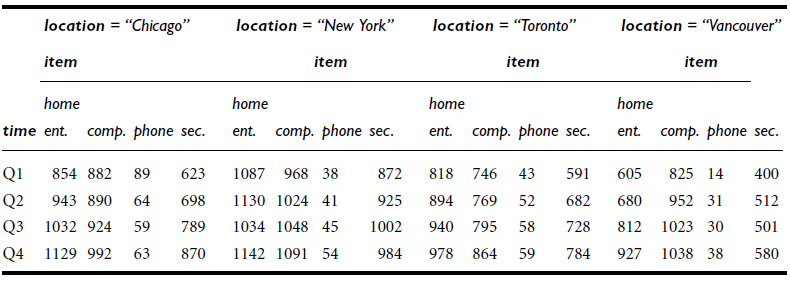 location = “Chicago” location = “New York” location = “Toronto” location = “Vancouver”
item item item item
home home home home
time ent. comp. phone sec. ent. comp. phone sec. ent. comp. phone sec. ent. comp. phone sec.
Q1 854 882 89 623 1087 968 38 872 818 746 43 591 605 825 14 400
Q2 943 890 64 698 1130 1024 41 925 894 769 52 682 680 952 31 512
Q3 1032 924 59 789 1034 1048 45 1002 940 795 58 728 812 1023 30 501
Q4 1129 992 63 870 1142 1091 54 984 978 864 59 784 927 1038 38 580